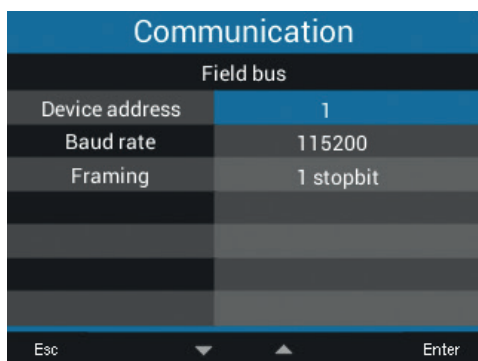 Communication
Field bus
Device address 1
Baud rate 115200
Framing 1 stopbit
Esc Enter